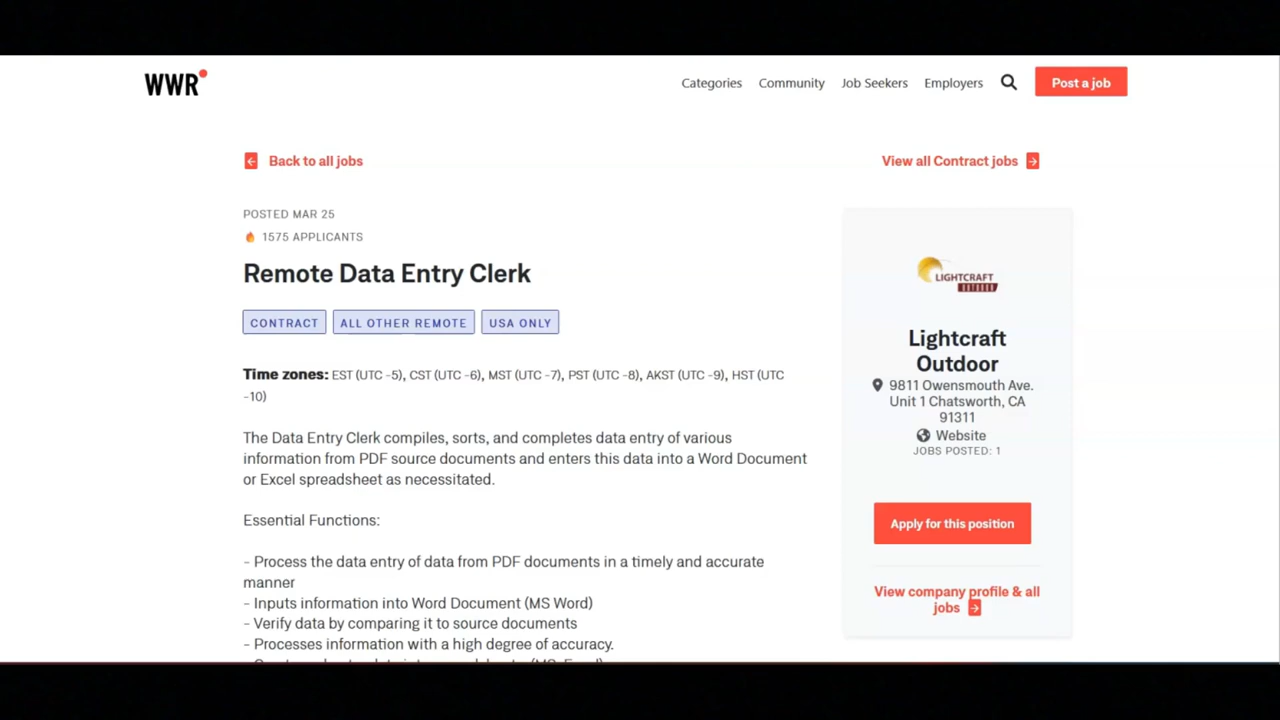 WWR
Categories Community Job Seekers Employers Post a job
Back to all jobs
View all Contract jobs
POSTED MAR 25
1575 APPLICANTS
Remote Data Entry Clerk
CONTRACT ALL OTHER REMOTE USA ONLY
Time zones: EST (UTC -5), CST (UTC -6), MST (UTC -7), PST (UTC -8), AKST (UTC -9), HST (UTC
-10)
The Data Entry Clerk compiles, sorts, and completes data entry of various
information from PDF source documents and enters this data into a Word Document
or Excel spreadsheet as necessitated.
Essential Functions:
- Process the data entry of data from PDF documents in a timely and accurate
manner
- Inputs information into Word Document (MS Word)
- Verify data by comparing it to source documents
- Processes information with a high degree of accuracy.
LIGHTCRAFT
OUTDOOR
Lightcraft
Outdoor
9811 Owensmouth Ave.
Unit 1 Chatsworth, CA
91311
Website
JOBS POSTED: 1
Apply for this position
View company profile & all
jobs